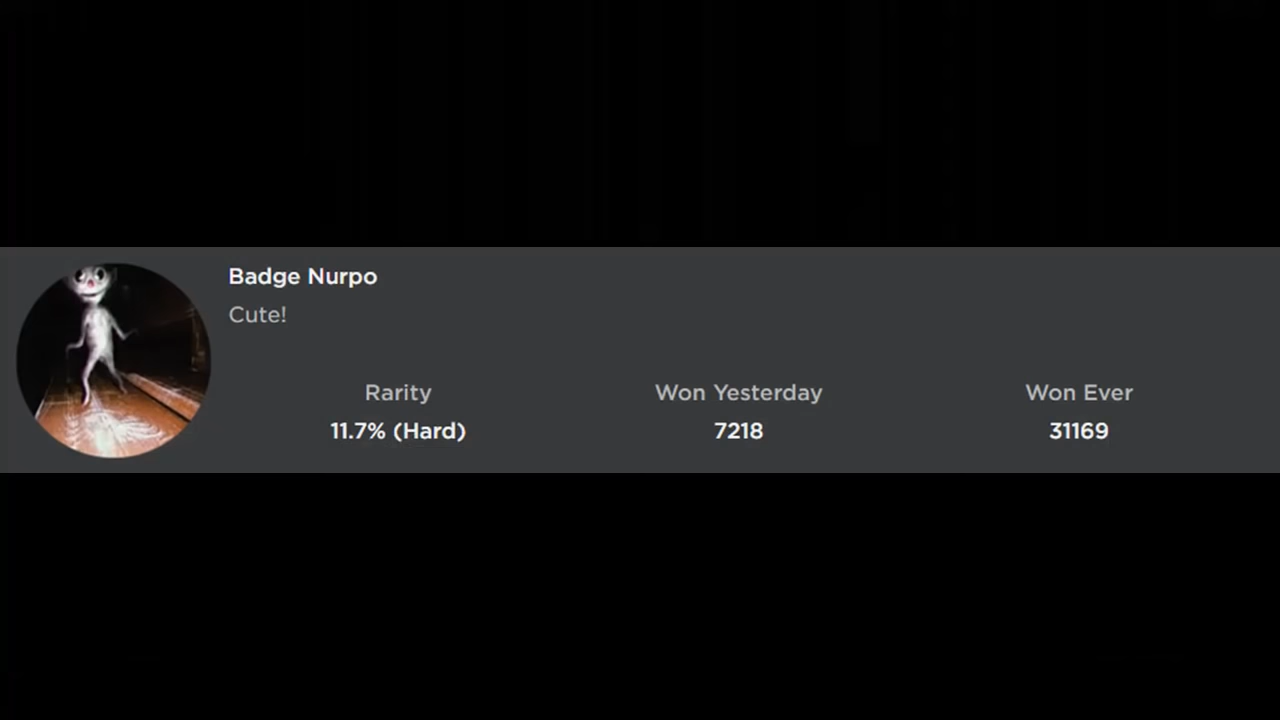 Badge Nurpo
Cute!
Rarity Won Yesterday Won Ever
11.7% (Hard) 7218 31169